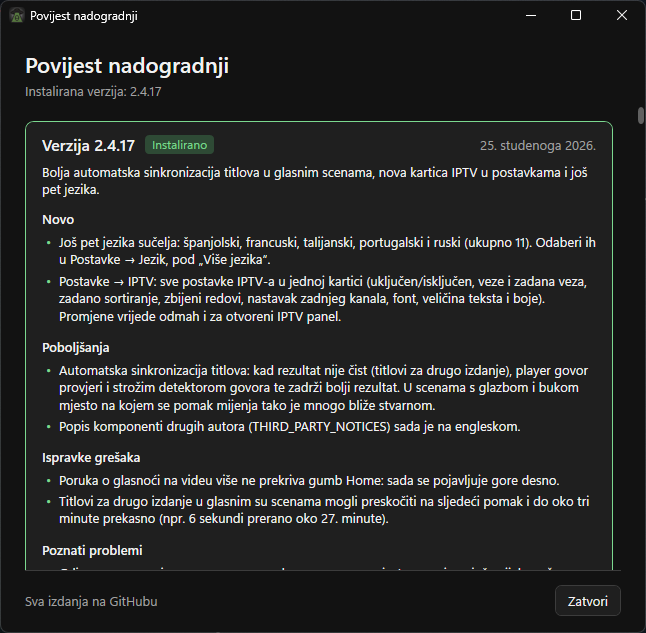 Povijest nadogradnji
Povijest nadogradnji
Instalirana verzija: 2.4.17
Verzija 2.4.17 Instalirano 25. studenoga 2026.
Bolja automatska sinkronizacija titlova u glasnim scenama, nova kartica IPTV u postavkama i još
pet jezika.
Novo
• Još pet jezika sučelja: španjolski, francuski, talijanski, portugalski i ruski (ukupno 11). Odaberi ih
u Postavke → Jezik, pod „Više jezika“.
• Postavke → IPTV: sve postavke IPTV-a u jednoj kartici (uključen/isključen, veze i zadana veza,
zadano sortiranje, zbijeni redovi, nastavak zadnjeg kanala, font, veličina teksta i boje).
Promjene vrijede odmah i za otvoreni IPTV panel.
Poboljšanja
• Automatska sinkronizacija titlova: kad rezultat nije čist (titlovi za drugo izdanje), player govor
provjeri i strožim detektorom govora te zadrži bolji rezultat. U scenama s glazbom i bukom
mjesto na kojem se pomak mijenja tako je mnogo bliže stvarnom.
• Popis komponenti drugih autora (THIRD_PARTY_NOTICES) sada je na engleskom.
Ispravke grešaka
• Poruka o glasnoći na videu više ne prekriva gumb Home: sada se pojavljuje gore desno.
• Titlovi za drugo izdanje u glasnim su scenama mogli preskočiti na sljedeći pomak i do oko tri
minute prekasno (npr. 6 sekundi prerano oko 27. minute).
Poznati problemi
Sva izdanja na GitHubu
Zatvori